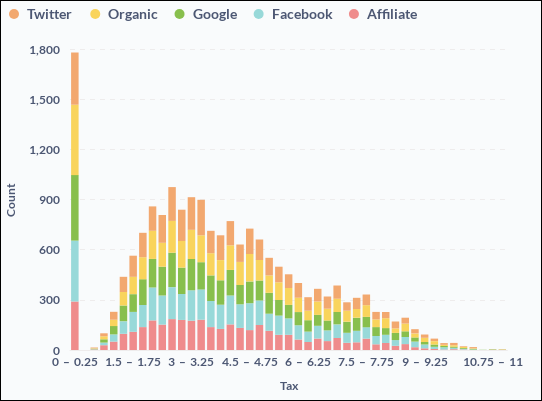 Twitter Organic Google Facebook Affiliate
1,800
1,500
1,200
900
600
300
0
Count
0 – 0.25 1.5 – 1.75 3 – 3.25 4.5 – 4.75 6 – 6.25 7.5 – 7.75 9 – 9.25 10.75 – 11
Tax